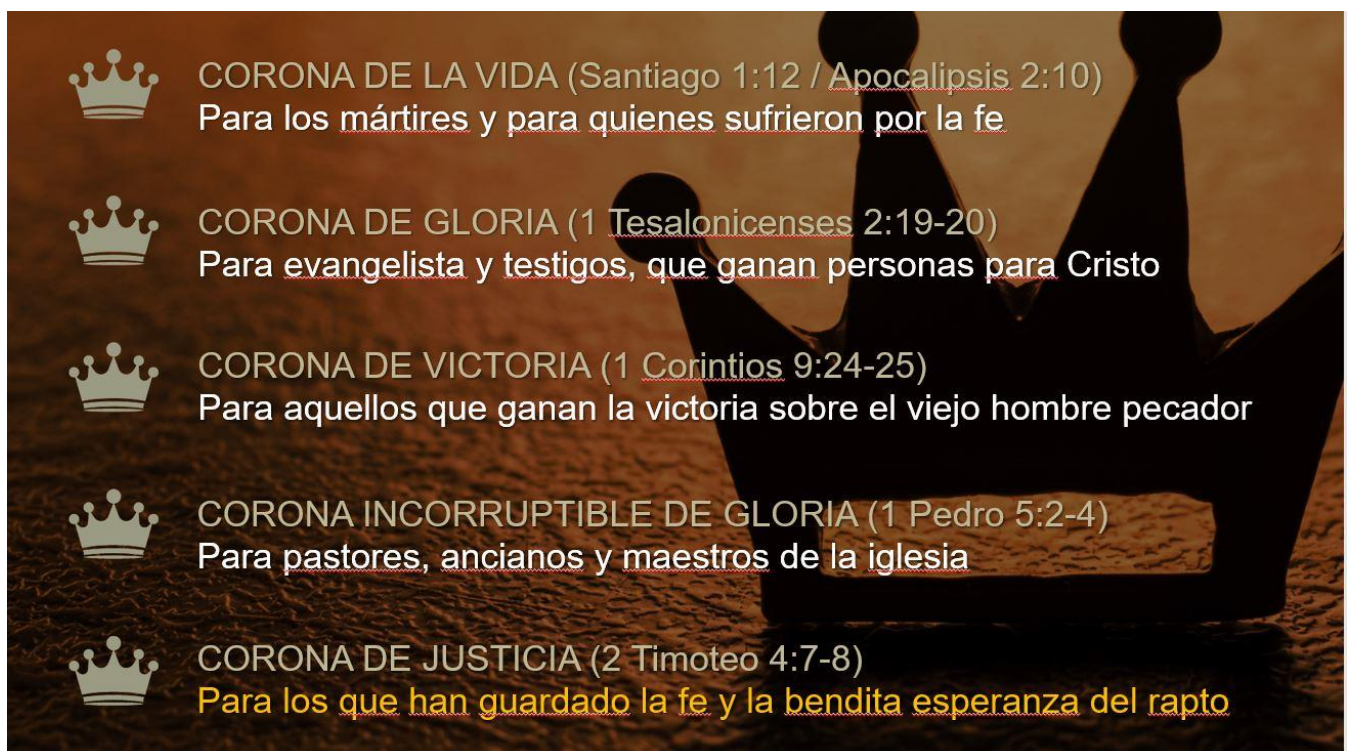 CORONA DE LA VIDA (Santiago 1:12 / Apocalipsis 2:10)
Para los mártires y para quienes sufrieron por la fe
CORONA DE GLORIA (1 Tesalonicenses 2:19-20)
Para evangelista y testigos, que ganan personas para Cristo
CORONA DE VICTORIA (1 Corintios 9:24-25)
Para aquellos que ganan la victoria sobre el viejo hombre pecador
CORONA INCORRUPTIBLE DE GLORIA (1 Pedro 5:2-4)
Para pastores, ancianos y maestros de la iglesia
CORONA DE JUSTICIA (2 Timoteo 4:7-8)
Para los que han guardado la fe y la bendita esperanza del rapto